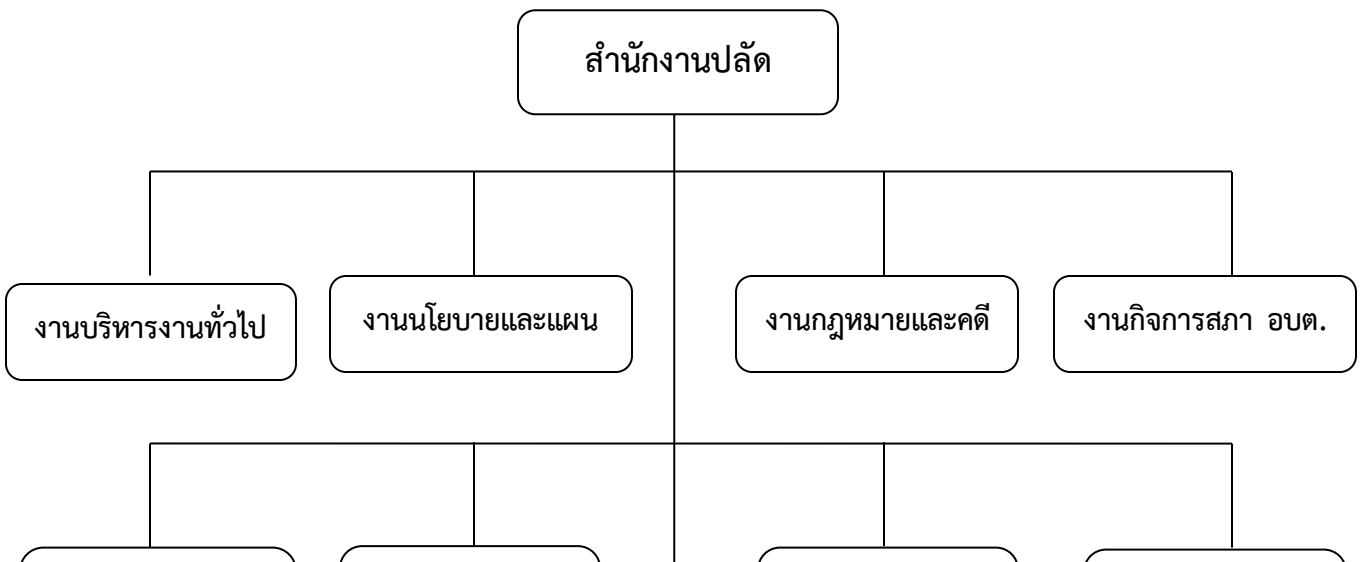 สำนักงานปลัด
งานบริหารงานทั่วไป
งานนโยบายและแผน
งานกฎหมายและคดี
งานกิจการสภา อบต.